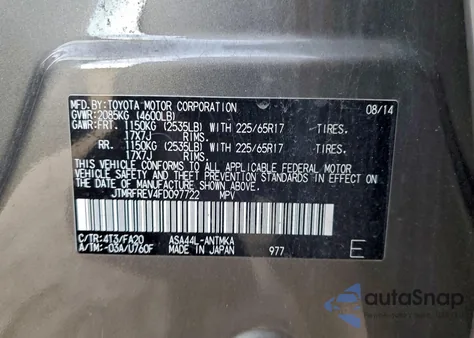 MFD.BY:TOYOTA MOTOR CORPORATION 08/14
GVWR:2085KG (4600LB)
GAWR:FRT. 1150KG (2535LB) WITH 225/65R17 TIRES.
17X7J RIMS.
RR. 1150KG (2535LB) WITH 225/65R17 TIRES.
17X7J RIMS.
THIS VEHICLE CONFORMS TO ALL APPLICABLE FEDERAL MOTOR
VEHICLE SAFETY,BUMPER,AND THEFT PREVENTION STANDARDS
IN EFFECT ON THE DATE OF MANUFACTURE SHOWN ABOVE.
JTMRFREV4FD097722 MPV
C/TR:4T3/FA20 ASA44L-ANTMKA
A/TM:-03A/U760F MADE IN JAPAN 977 E
autoSnap